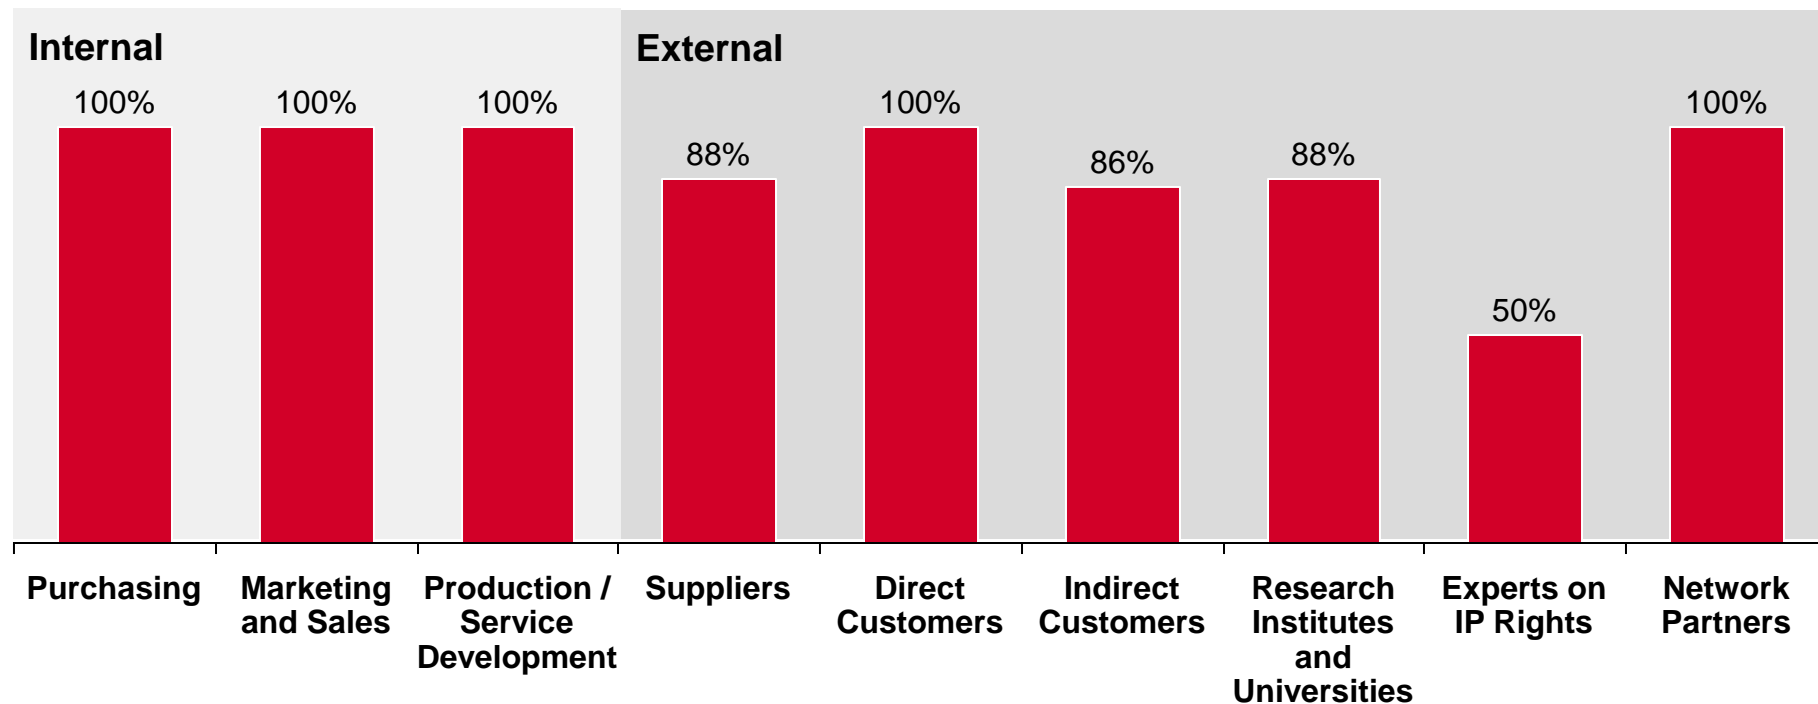 Internal
External
100%
100%
100%
88%
100%
86%
88%
50%
100%
Purchasing
Marketing
and Sales
Production /
Service
Development
Suppliers
Direct
Customers
Indirect
Customers
Research
Institutes
and
Universities
Experts on
IP Rights
Network
Partners